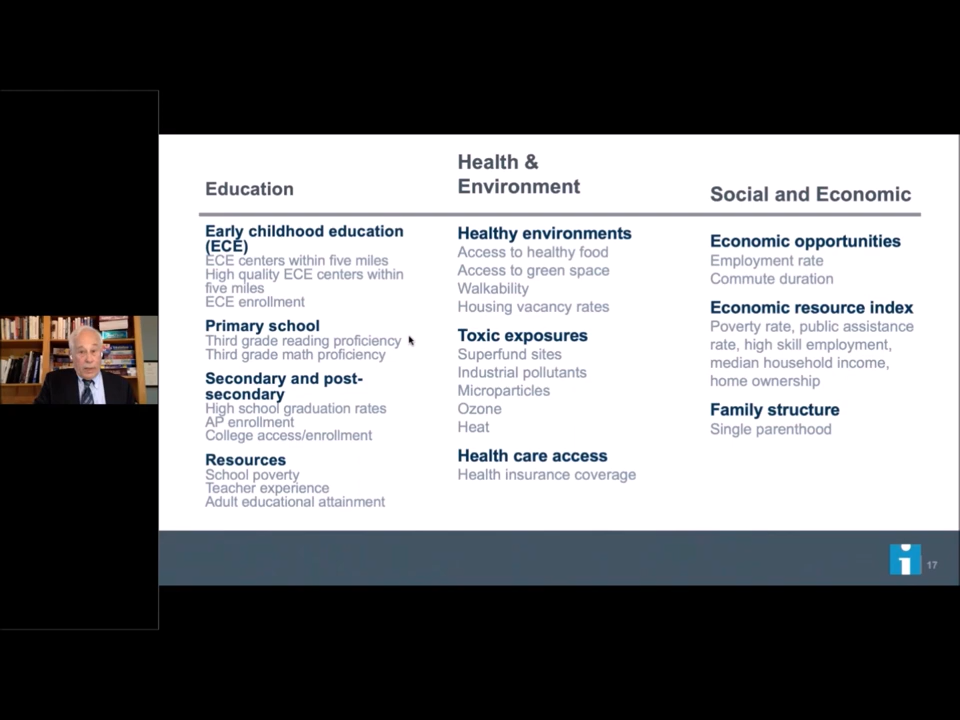 Education
Early childhood education
(ECE)
ECE centers within five miles
High quality ECE centers within
five miles
ECE enrollment
Primary school
Third grade reading proficiency
Third grade math proficiency
Secondary and post-
secondary
High school graduation rates
AP enrollment
College access/enrollment
Resources
School poverty
Teacher experience
Adult educational attainment
Health &
Environment
Healthy environments
Access to healthy food
Access to green space
Walkability
Housing vacancy rates
Toxic exposures
Superfund sites
Industrial pollutants
Microparticles
Ozone
Heat
Health care access
Health insurance coverage
Social and Economic
Economic opportunities
Employment rate
Commute duration
Economic resource index
Poverty rate, public assistance
rate, high skill employment,
median household income,
home ownership
Family structure
Single parenthood
i
17